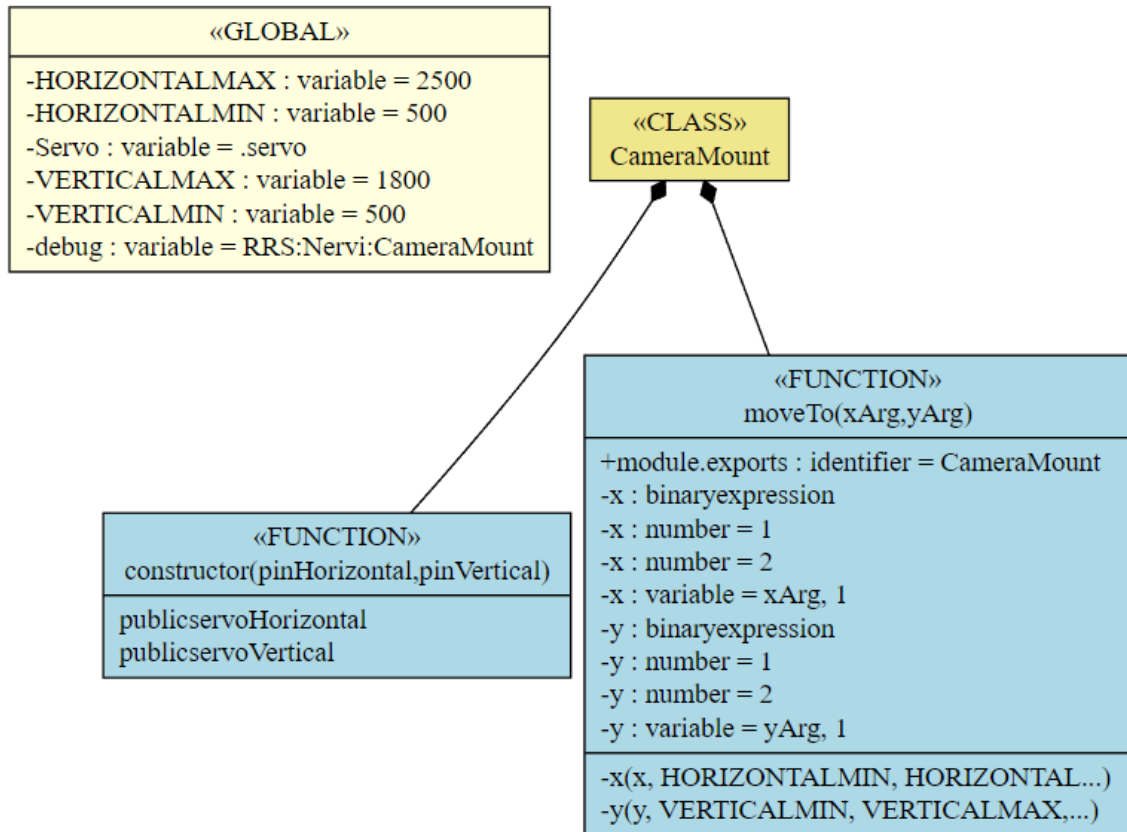 «GLOBAL»
-HORIZONTALMAX : variable = 2500
-HORIZONTALMIN : variable = 500
-Servo : variable = .servo
-VERTICALMAX : variable = 1800
-VERTICALMIN : variable = 500
-debug : variable = RRS:Nervi:CameraMount
«CLASS»
CameraMount
«FUNCTION»
constructor(pinHorizontal,pinVertical)
publicservoHorizontal
publicservoVertical
«FUNCTION»
moveTo(xArg,yArg)
+module.exports : identifier = CameraMount
-x : binaryexpression
-x : number = 1
-x : number = 2
-x : variable = xArg, 1
-y : binaryexpression
-y : number = 1
-y : number = 2
-y : variable = yArg, 1
-x(x, HORIZONTALMIN, HORIZONTAL...)
-y(y, VERTICALMIN, VERTICALMAX,...)